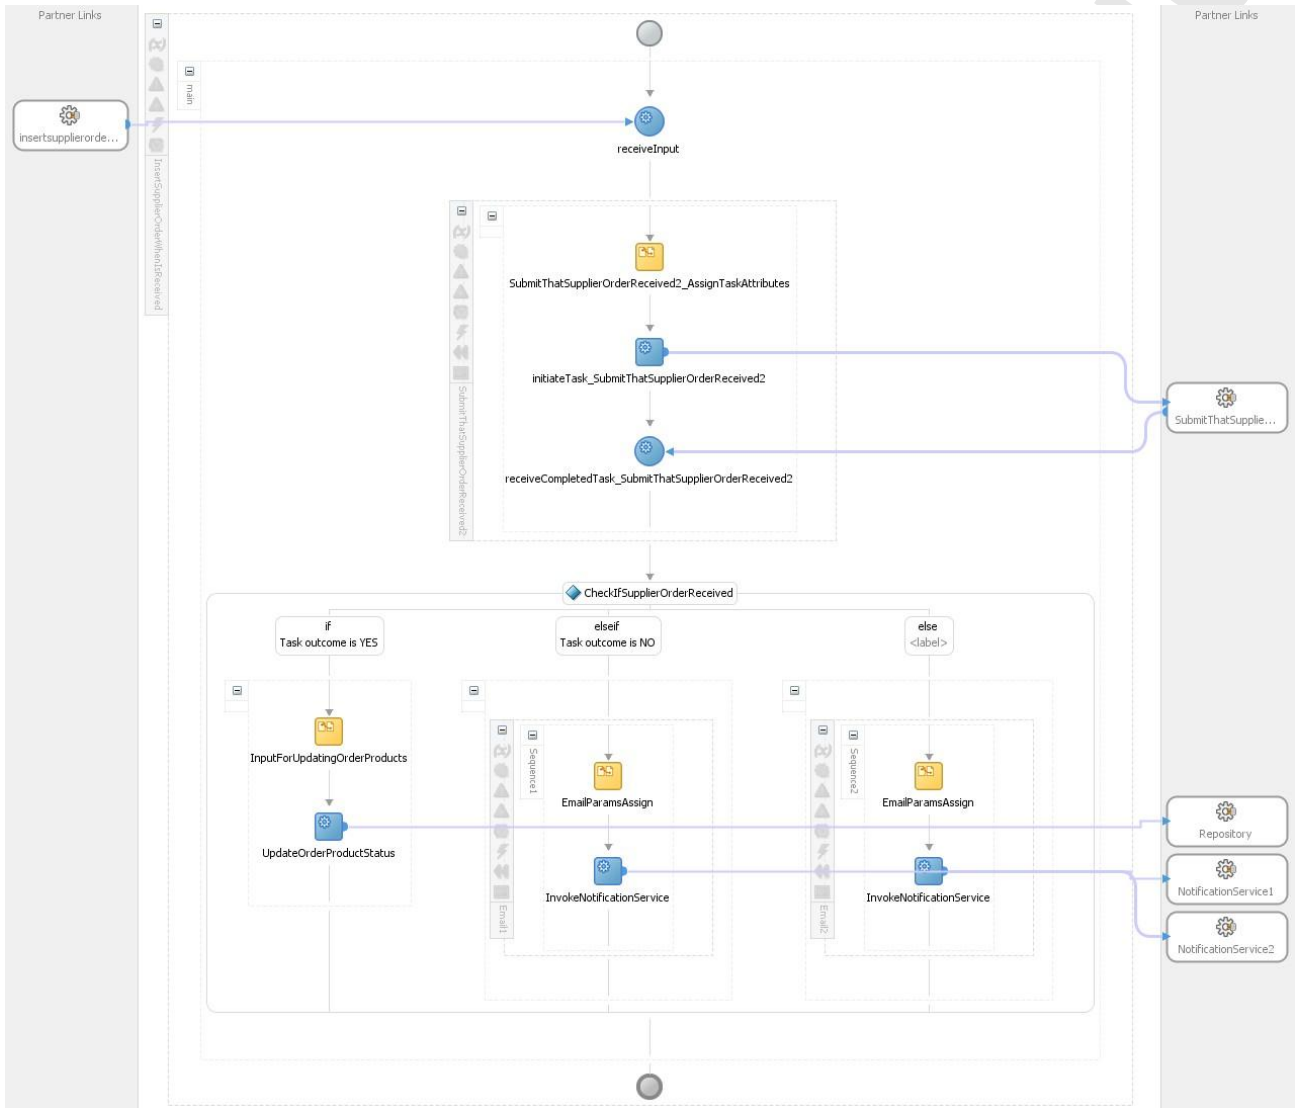 Partner Links
Partner Links
main
insertsupplierorde...
receiveInput
InsertSupplierOrderWhenIsReceived
SubmitThatSupplierOrderReceived2_AssignTaskAttributes
initiateTask_SubmitThatSupplierOrderReceived2
SubmitThatSupplie...
SubmitThatSupplierOrderReceived2
receiveCompletedTask_SubmitThatSupplierOrderReceived2
CheckIfSupplierOrderReceived
if
Task outcome is YES
elseif
Task outcome is NO
else
<label>
InputForUpdatingOrderProducts
Sequence1
EmailParamsAssign
Sequence2
EmailParamsAssign
UpdateOrderProductStatus
Repository
InvokeNotificationService
InvokeNotificationService
NotificationService1
Email1
Email2
NotificationService2